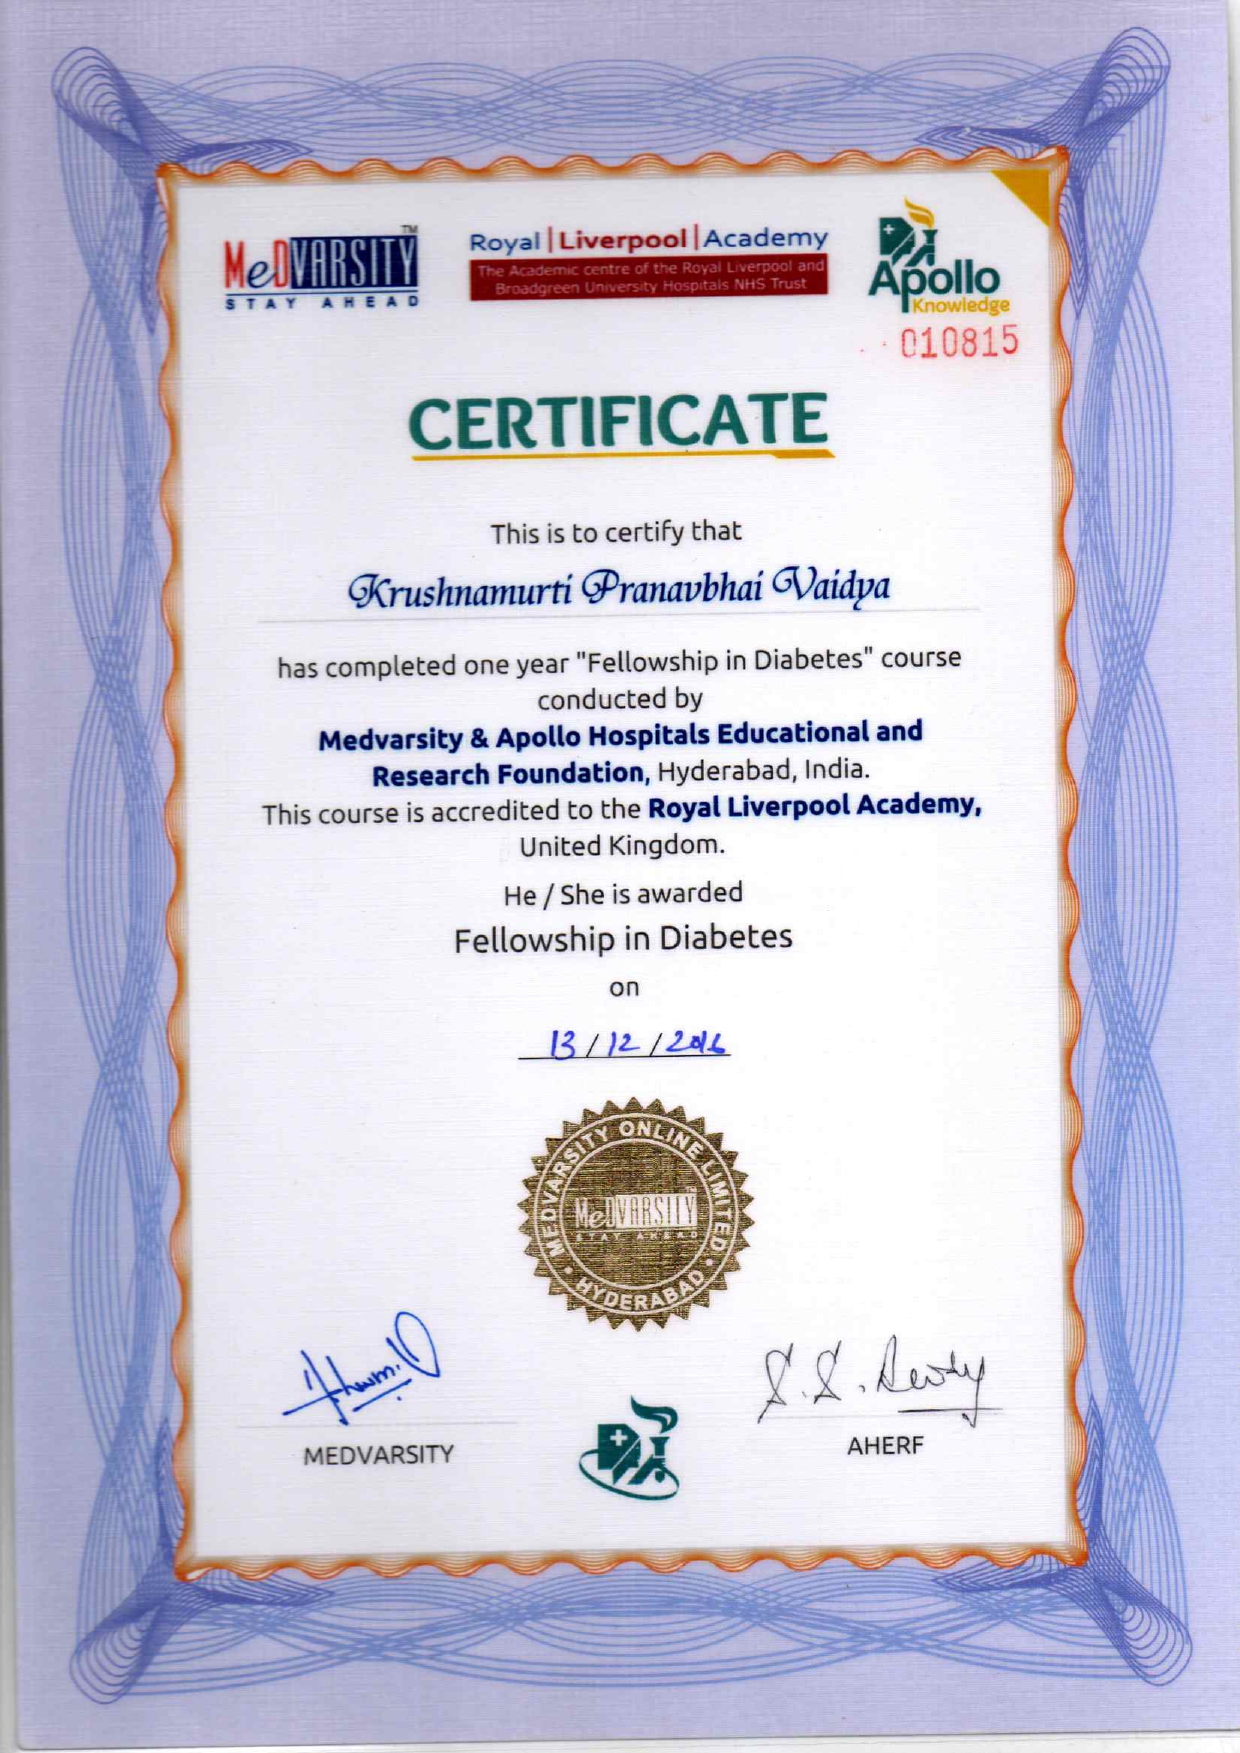 MeDVARSITY™
STAY AHEAD
Royal|Liverpool|Academy
The Academic centre of the Royal Liverpool and
Broadgreen University Hospitals NHS Trust
Apollo
Knowledge
010815
CERTIFICATE
This is to certify that
Krushnamurti Pranavbhai Vaidya
has completed one year "Fellowship in Diabetes" course
conducted by
Medvarsity & Apollo Hospitals Educational and
Research Foundation, Hyderabad, India.
This course is accredited to the Royal Liverpool Academy,
United Kingdom.
He / She is awarded
Fellowship in Diabetes
on
13/12/2016
MEDVARSITY ONLINE LIMITED
MeDVARSITY™
STAY AHEAD
• HYDERABAD •
S. S.
MEDVARSITY
AHERF